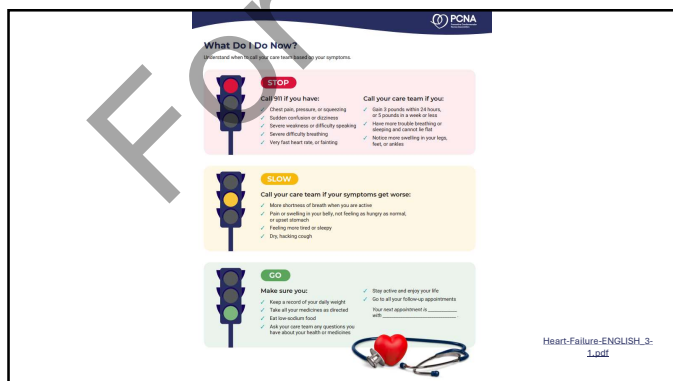 PCNA
What Do I Do Now?
Understand when to call your care team based on your symptoms.
STOP
Call 911 if you have:
Chest pain, pressure, or squeezing
Sudden confusion or dizziness
Severe weakness or difficulty speaking
Severe difficulty breathing
Very fast heart rate, or fainting
Call your care team if you:
Gain 3 pounds within 24 hours,
or 5 pounds in a week or less
Have more trouble breathing or
sleeping and cannot lie flat
Notice more swelling in your legs,
feet, or ankles
SLOW
Call your care team if your symptoms get worse:
More shortness of breath when you are active
Pain or swelling in your belly, not feeling as hungry as normal,
or upset stomach
Feeling more tired or sleepy
Dry, hacking cough
GO
Make sure you:
Keep a record of your daily weight
Take all your medicines as directed
Eat low-sodium food
Ask your care team any questions you
have about your health or medicines
Stay active and enjoy your life
Go to all your follow-up appointments
Your next appointment is
with
Heart-Failure-ENGLISH_3-
1.pdf
For